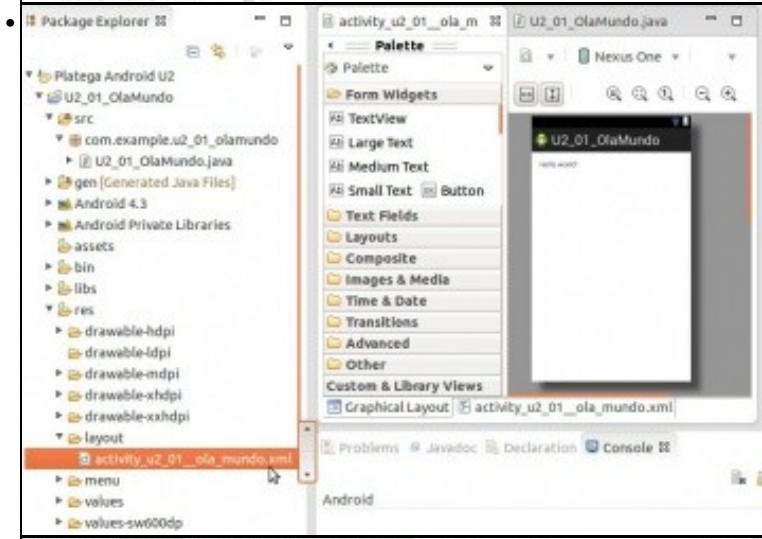 Package Explorer
Platega Android U2
U2_01_OlaMundo
src
com.example.u2_01_olamundo
U2_01_OlaMundo.java
gen [Generated Java Files]
Android 4.3
Android Private Libraries
assets
bin
libs
res
drawable-hdpi
drawable-ldpi
drawable-mdpi
drawable-xhdpi
drawable-xxhdpi
layout
activity_u2_01__ola_mundo.xml
menu
values
values-sw600dp
activity_u2_01__ola_m
U2_01_OlaMundo.java
Palette
Palette
Form Widgets
TextView
Large Text
Medium Text
Small Text
Button
Text Fields
Layouts
Composite
Images & Media
Time & Date
Transitions
Advanced
Other
Custom & Library Views
Nexus One
U2_01_OlaMundo
Hello world!
Graphical Layout
activity_u2_01__ola_mundo.xml
Problems
Javadoc
Declaration
Console
Android